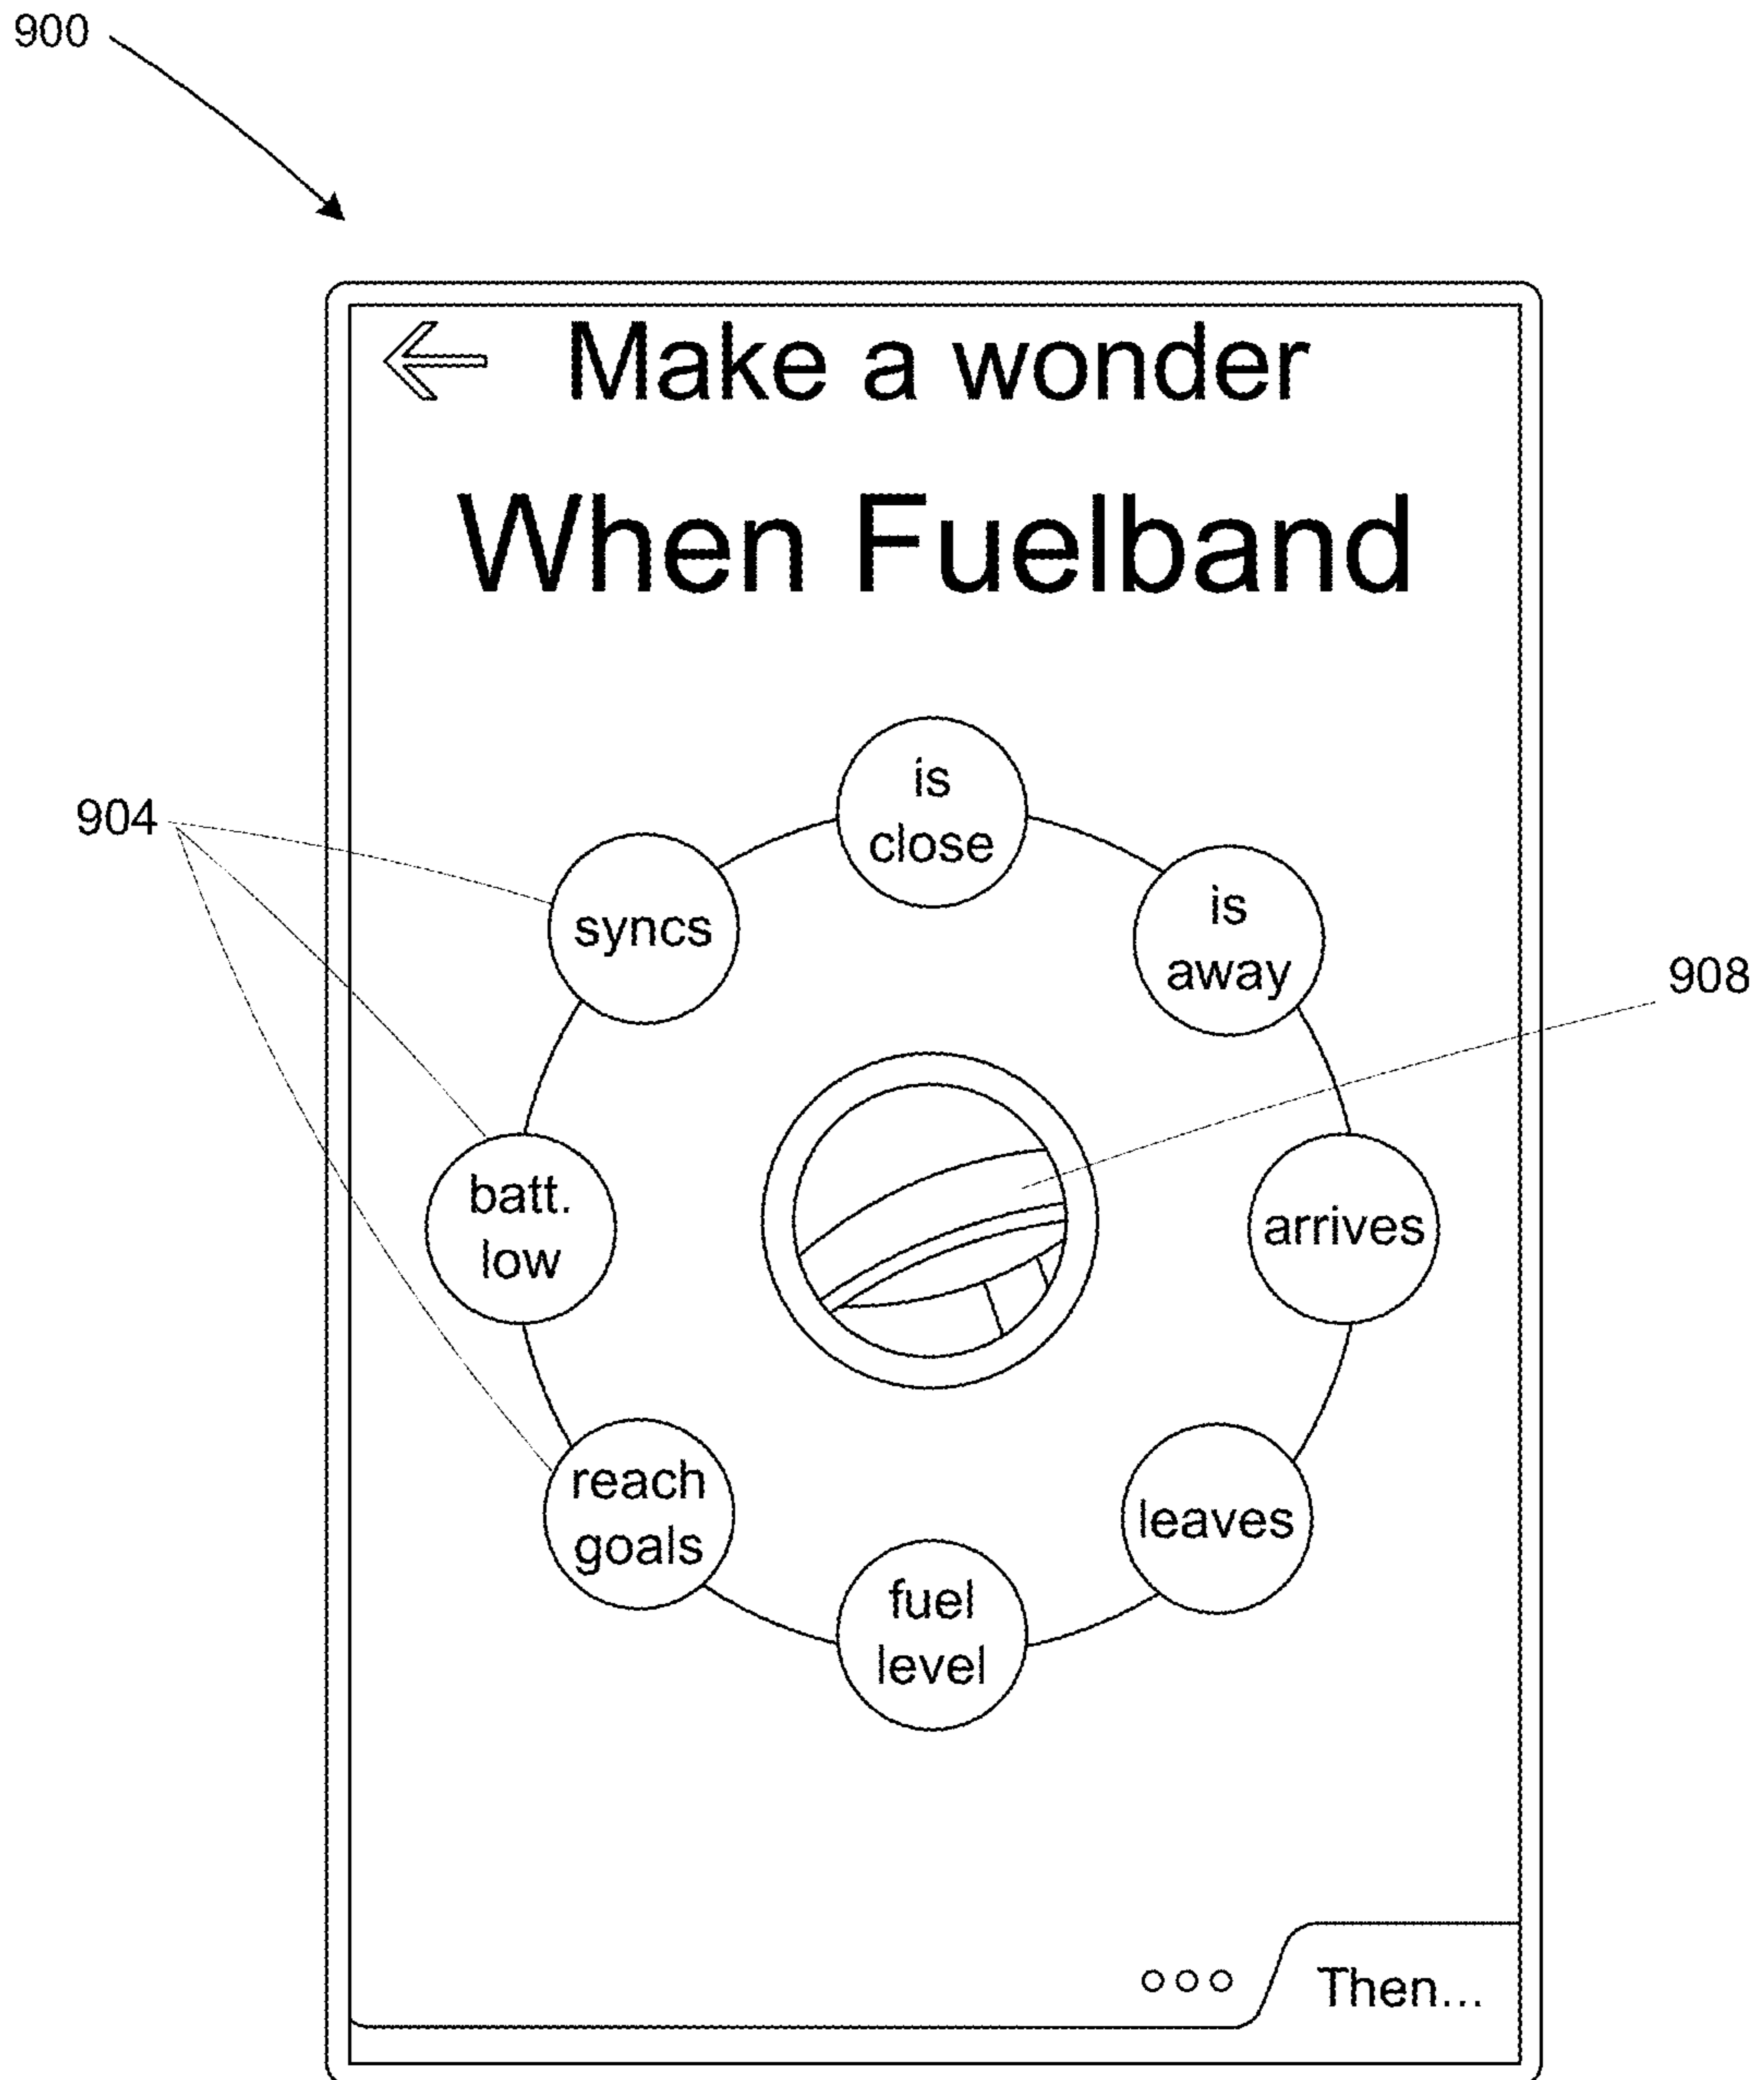 900
Make a wonder
When Fuelband
is
close
904
syncs
is
away
908
batt.
low
arrives
reach
goals
leaves
fuel
level
Then...